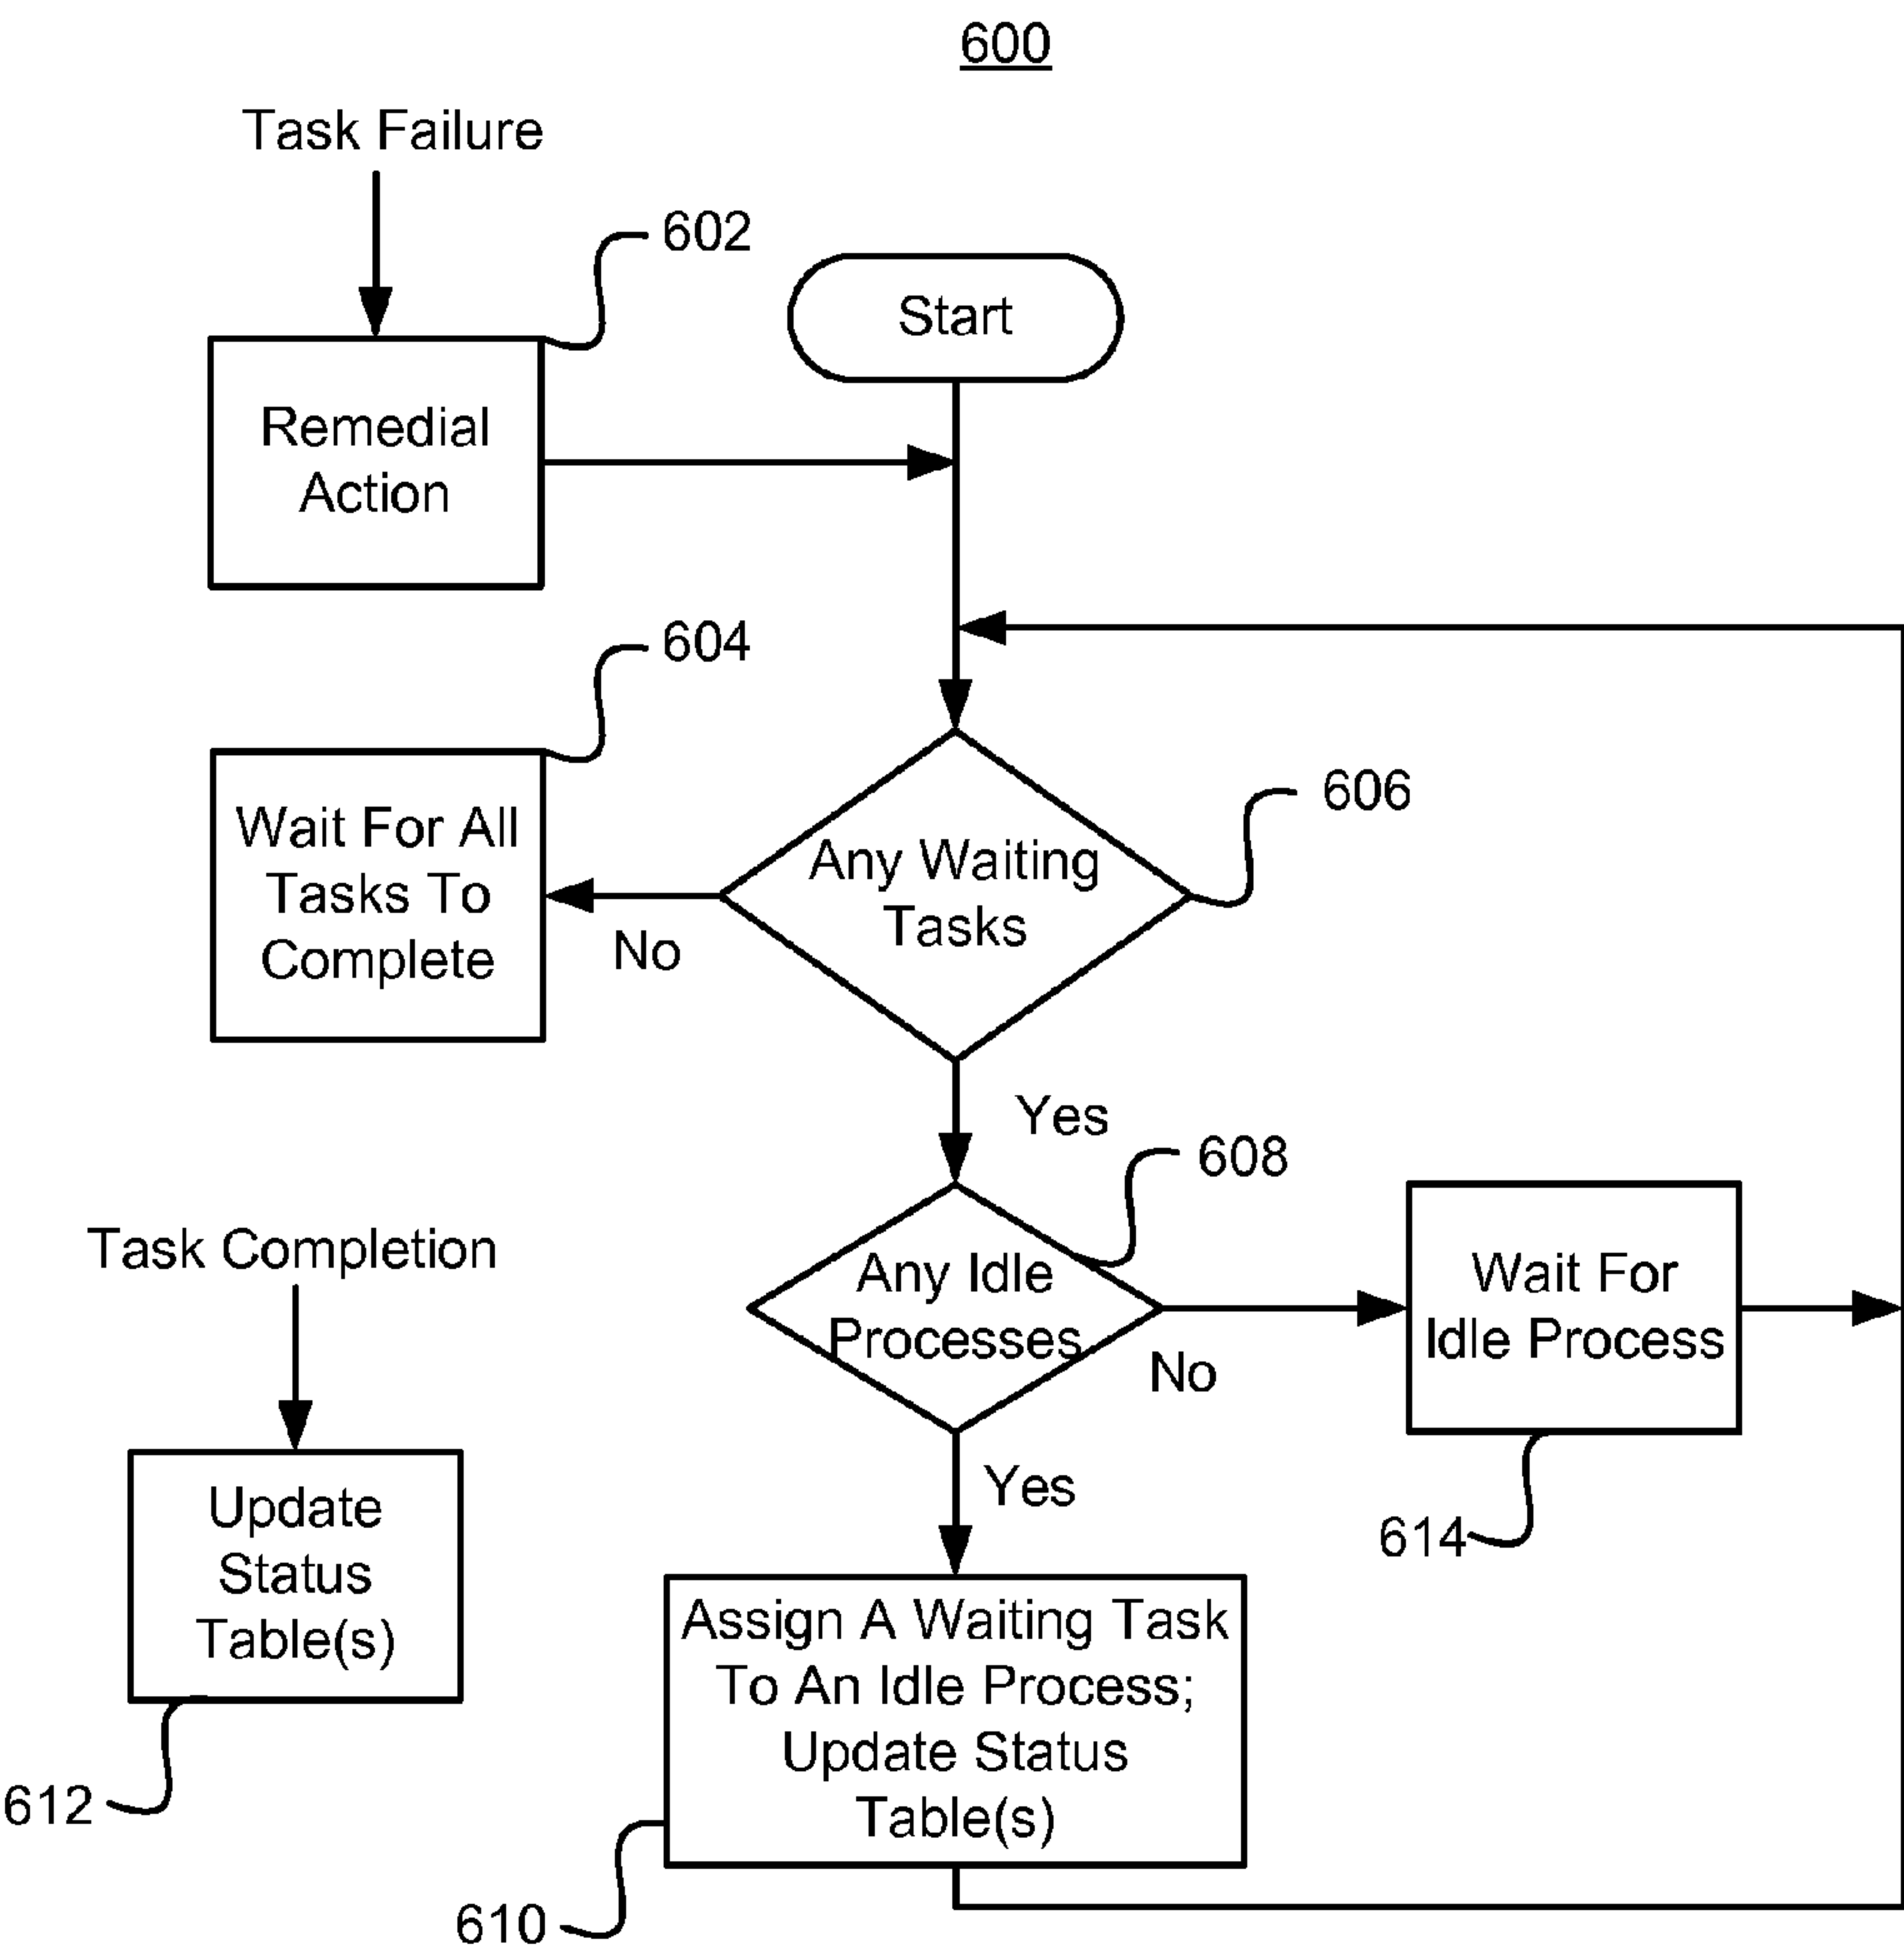 600
Task Failure
602
Start
Remedial
Action
604
606
Wait For All
Tasks To
Complete
Any Waiting
Tasks
No
Yes
608
Task Completion
Any Idle
Processes
Wait For
Idle Process
No
Update
Status
Table(s)
Yes
614
Assign A Waiting Task
To An Idle Process;
Update Status
Table(s)
612
610